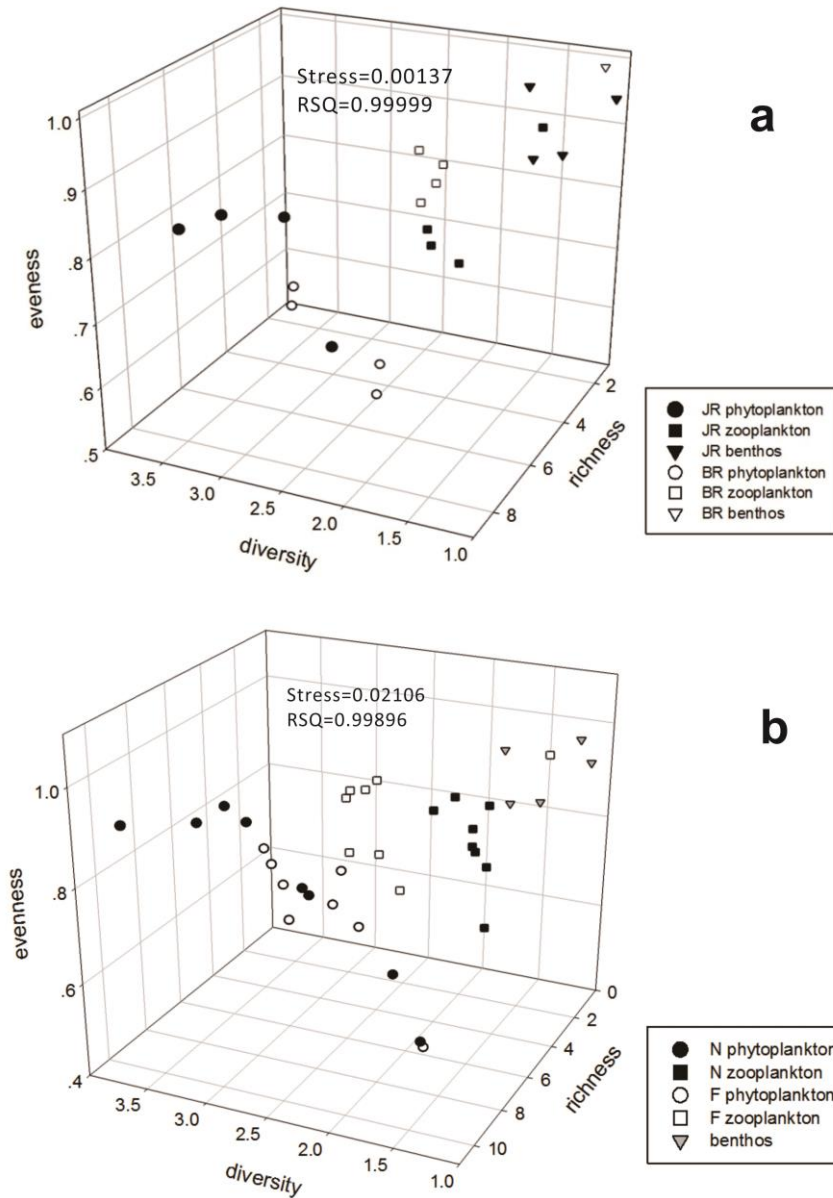 Stress=0.00137
RSQ=0.99999
a
1.0
.9
.8
.7
.6
.5
eveness
3.5
3.0
2.5
2.0
1.5
1.0
diversity
2
4
6
8
richness
JR phytoplankton
JR zooplankton
JR benthos
BR phytoplankton
BR zooplankton
BR benthos
Stress=0.02106
RSQ=0.99896
b
1.0
.8
.6
.4
evenness
3.5
3.0
2.5
2.0
1.5
1.0
diversity
0
2
4
6
8
10
richness
N phytoplankton
N zooplankton
F phytoplankton
F zooplankton
benthos